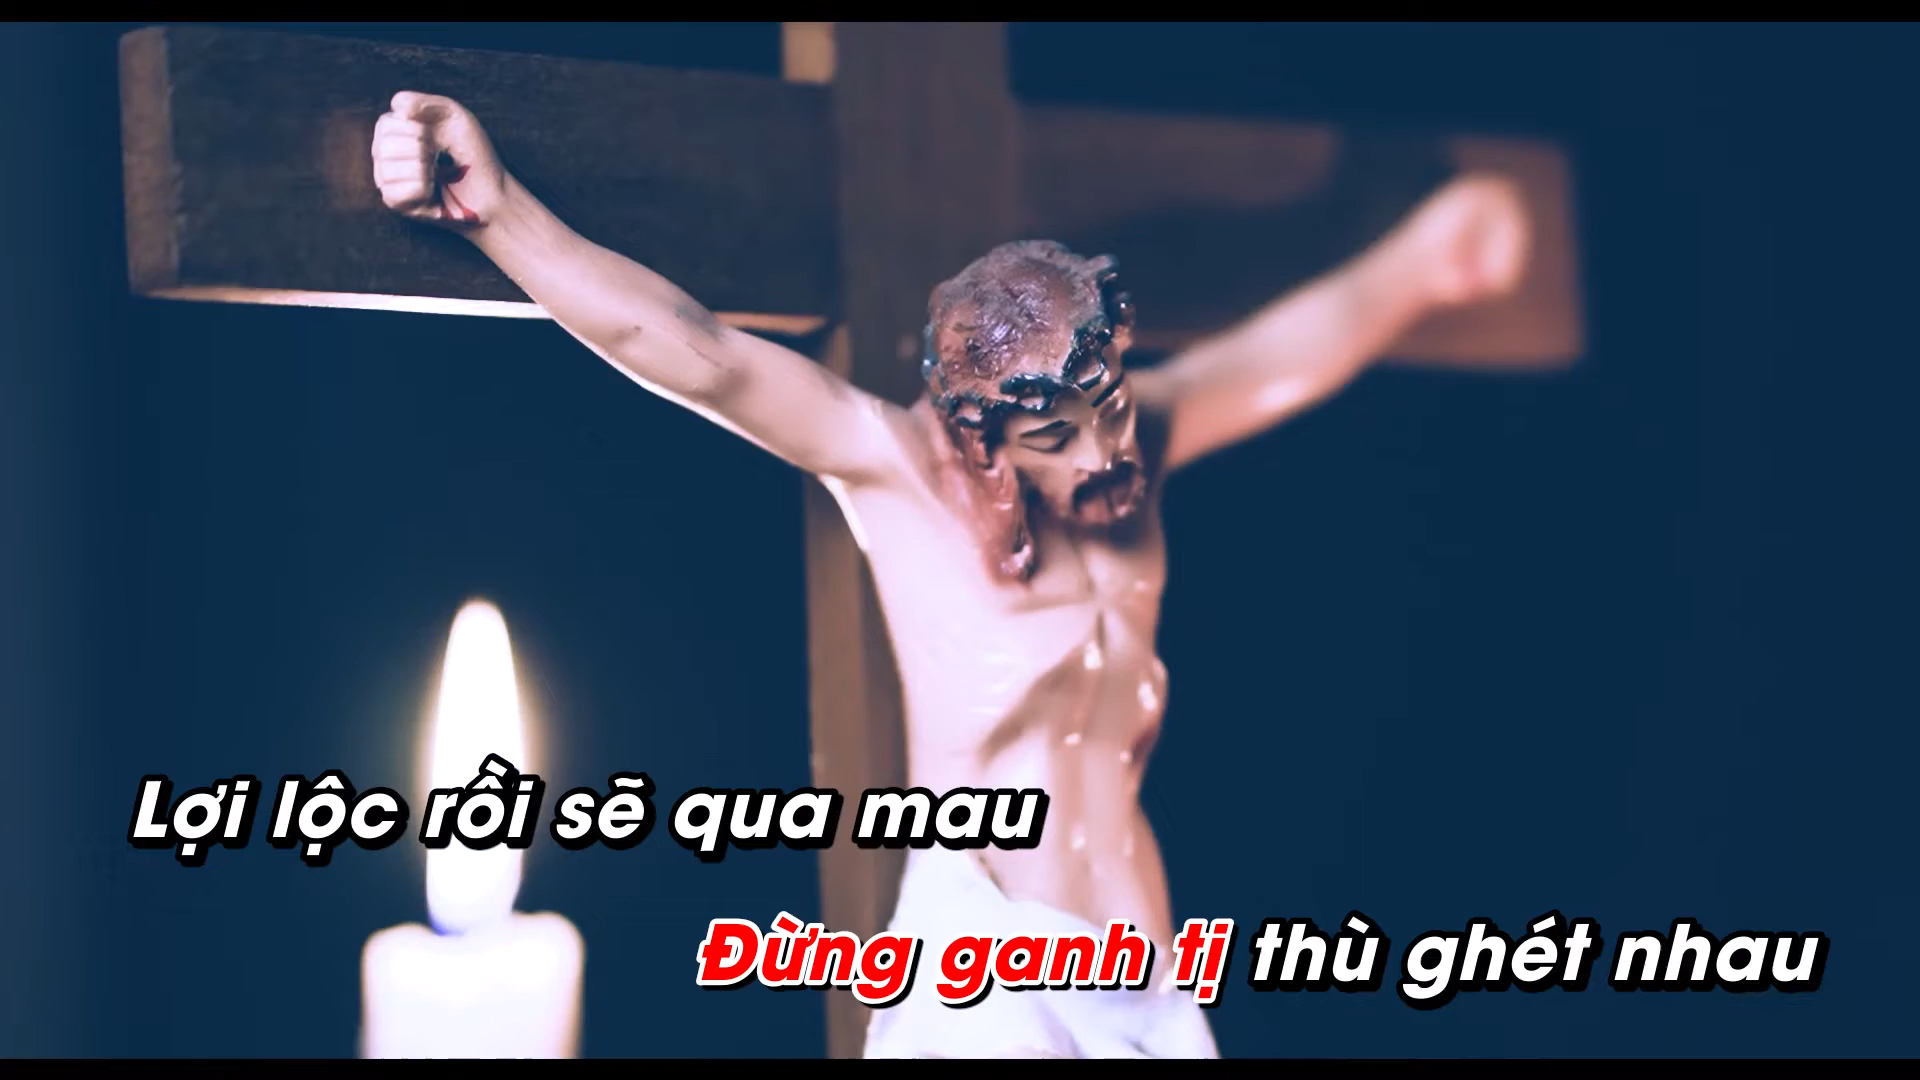 Lợi lộc rồi sẽ qua mau
Đừng ganh tị thù ghét nhau